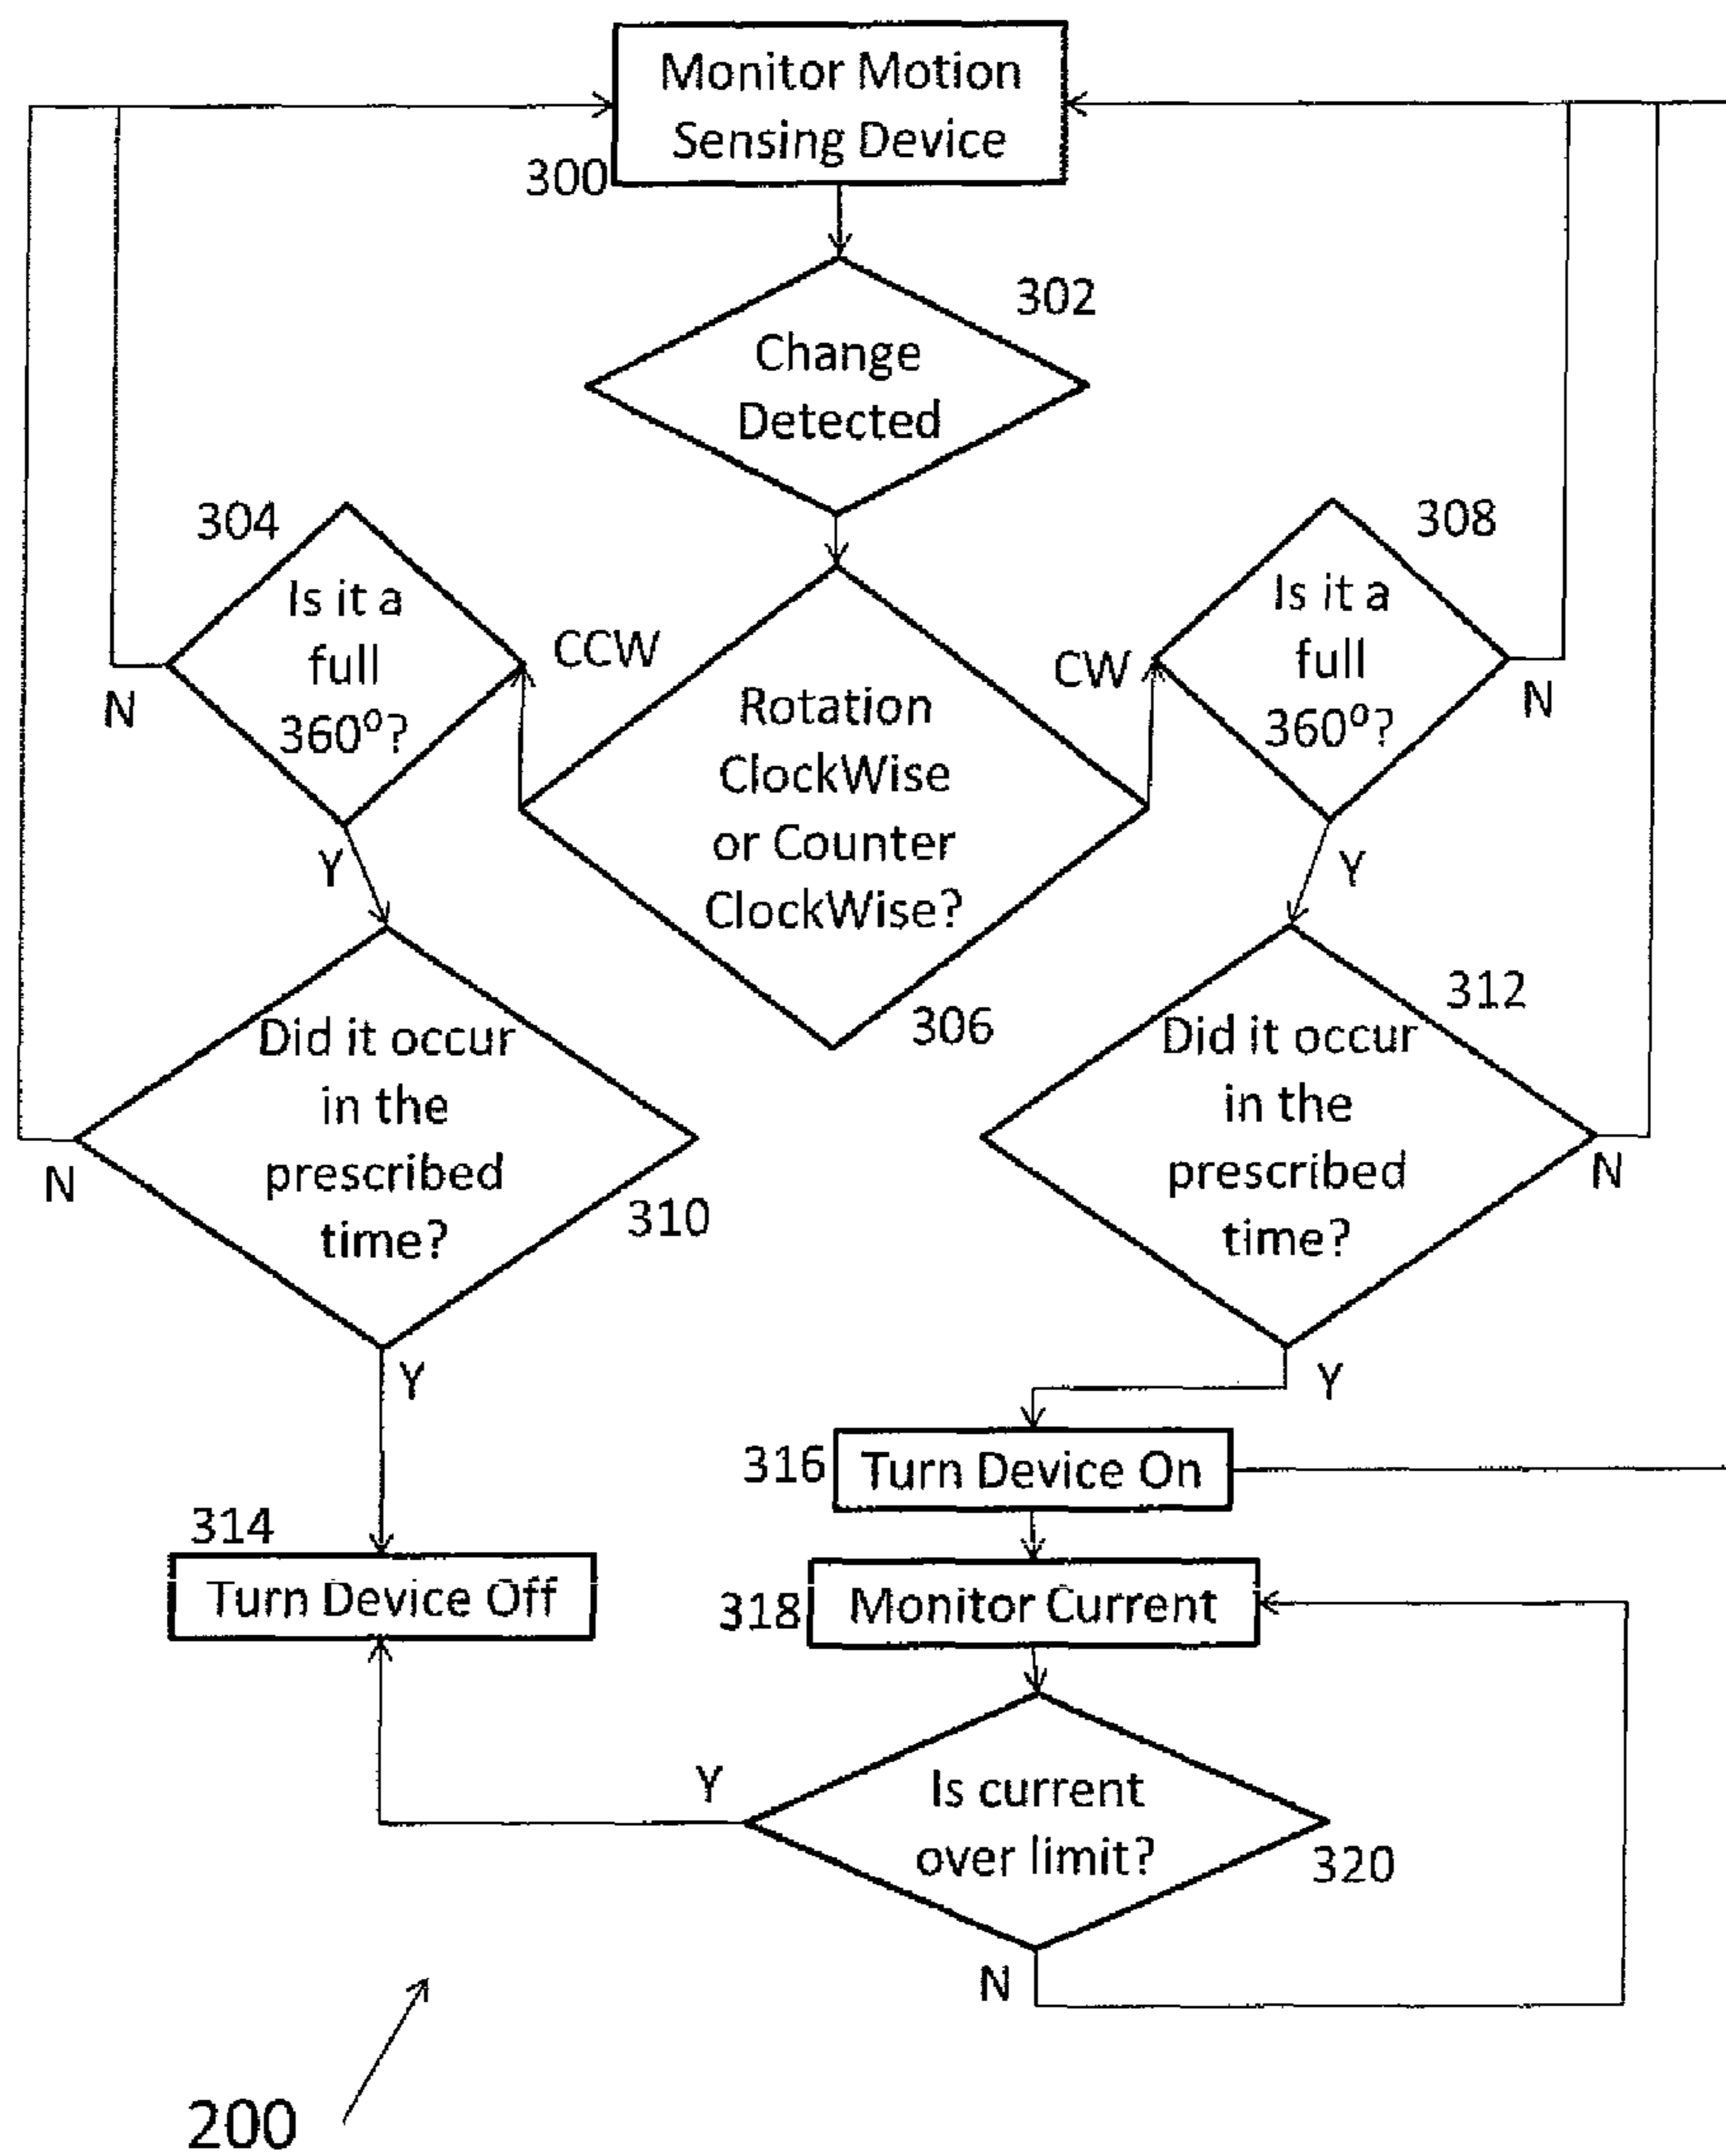 Monitor Motion
Sensing Device
300
302
Change
Detected
304
Is it a
full
360º?
N
Y
CCW
Rotation
ClockWise
or Counter
ClockWise?
306
CW
308
Is it a
full
360º?
N
Y
Did it occur
in the
prescribed
time?
310
N
Y
312
Did it occur
in the
prescribed
time?
N
Y
316
Turn Device On
314
Turn Device Off
318
Monitor Current
Is current
over limit?
320
Y
N
200